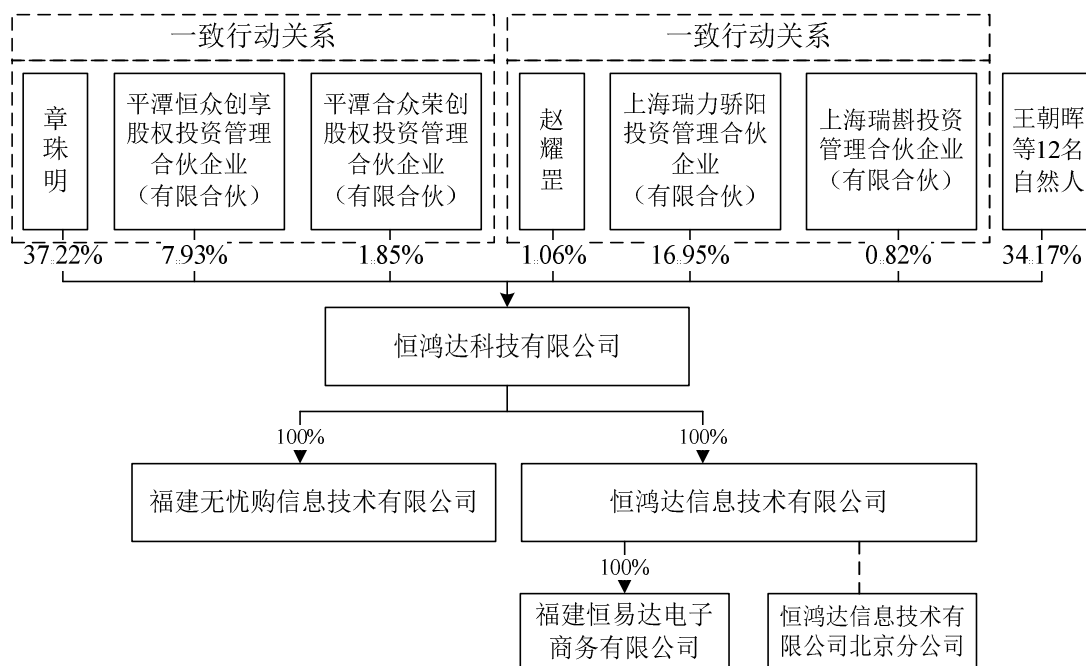 一致行动关系
一致行动关系
章
珠
明
平潭恒众创享
股权投资管理
合伙企业
（有限合伙）
平潭合众荣创
股权投资管理
合伙企业
（有限合伙）
赵
耀
罡
上海瑞力骄阳
投资管理合伙
企业
（有限合伙）
上海瑞斟投资
管理合伙企业
（有限合伙）
王朝晖
等12名
自然人
37.22%
7.93%
1.85%
1.06%
16.95%
0.82%
34.17%
恒鸿达科技有限公司
100%
100%
福建无忧购信息技术有限公司
恒鸿达信息技术有限公司
100%
福建恒易达电子
商务有限公司
恒鸿达信息技术有
限公司北京分公司